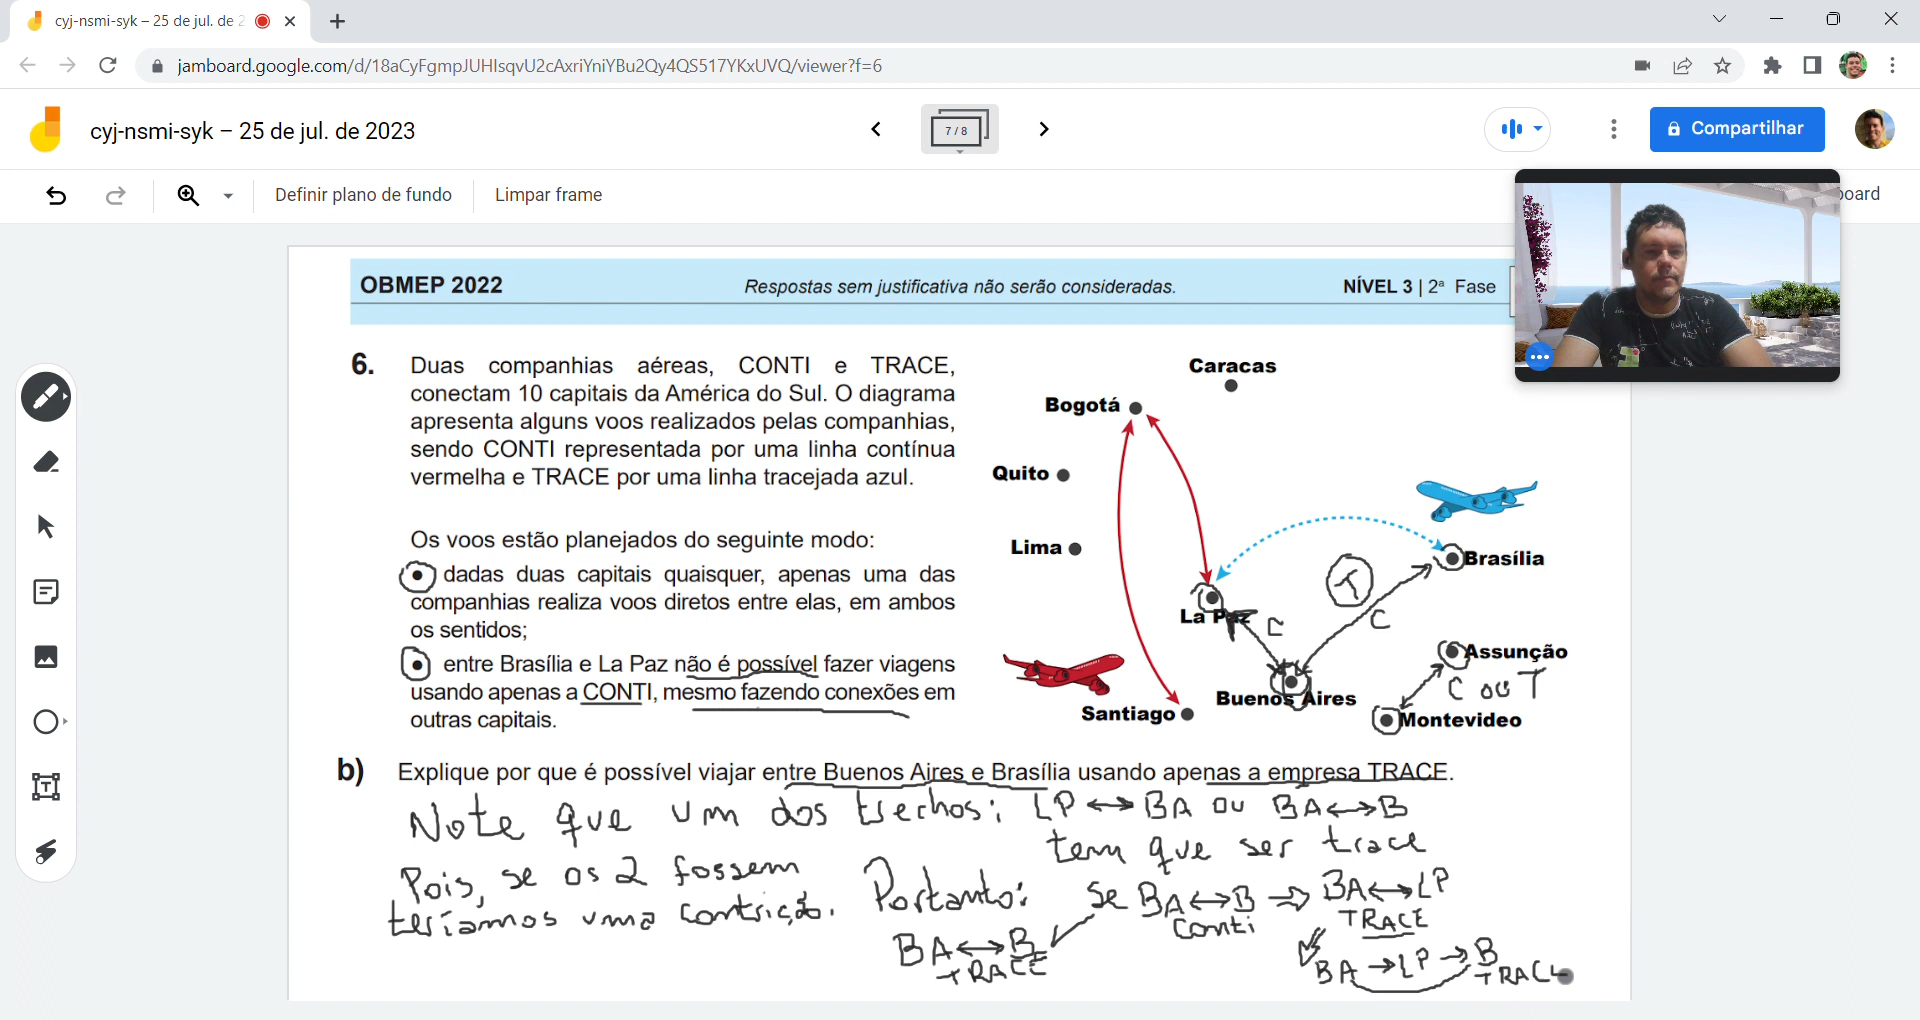 cyj-nsmi-syk – 25 de jul. de 2
jamboard.google.com/d/18aCyFgmpJUHIsqvU2cAxriYniYBu2Qy4QS517YKxUVQ/viewer?f=6
cyj-nsmi-syk – 25 de jul. de 2023
7 / 8
Compartilhar
Definir plano de fundo
Limpar frame
board
OBMEP 2022
Respostas sem justificativa não serão consideradas.
NÍVEL 3 | 2ª Fase
6.
Duas companhias aéreas, CONTI e TRACE,
conectam 10 capitais da América do Sul. O diagrama
apresenta alguns voos realizados pelas companhias,
sendo CONTI representada por uma linha contínua
vermelha e TRACE por uma linha tracejada azul.
Os voos estão planejados do seguinte modo:
• dadas duas capitais quaisquer, apenas uma das
companhias realiza voos diretos entre elas, em ambos
os sentidos;
• entre Brasília e La Paz não é possível fazer viagens
usando apenas a CONTI, mesmo fazendo conexões em
outras capitais.
Caracas
Bogotá
Quito
Lima
Brasília
T
La Paz
C
C
Assunção
C ou T
Buenos Aires
Santiago
Montevideo
b) Explique por que é possível viajar entre Buenos Aires e Brasília usando apenas a empresa TRACE.
Note que um dos trechos: LP ↔ BA ou BA ↔ B
tem que ser trace
Pois, se os 2 fossem
teríamos uma contrição.
Portanto:
Se BA ↔ B ⇒ BA ↔ LP
Conti TRACE
BA ↔ B
TRACE
BA → LP → B
TRACE